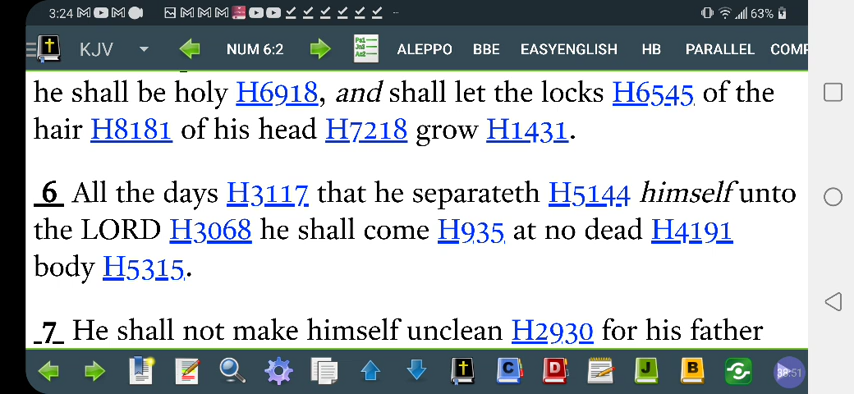 3:24 63%
KJV NUM 6:2 ALEPPO BBE EASYENGLISH HB PARALLEL
he shall be holy H6918, and shall let the locks H6545 of the
hair H8181 of his head H7218 grow H1431.
6 All the days H3117 that he separateth H5144 himself unto
the LORD H3068 he shall come H935 at no dead H4191
body H5315.
7 He shall not make himself unclean H2930 for his father
C D J B